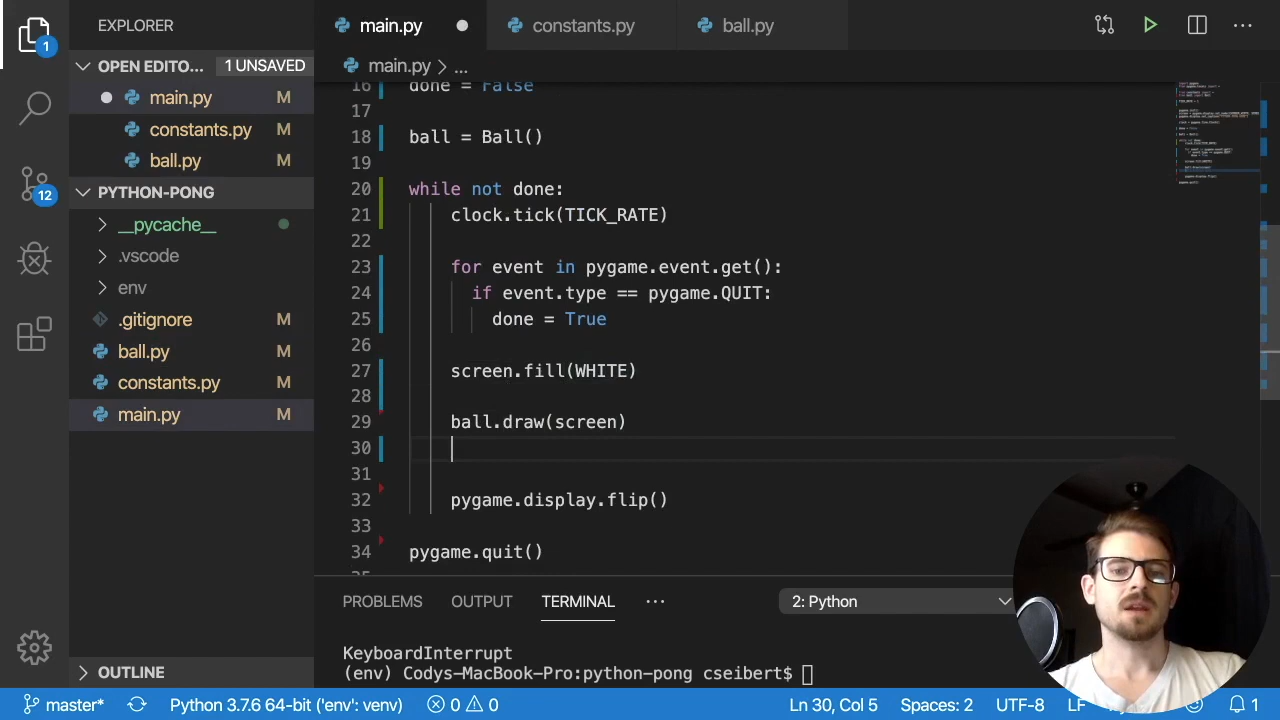 EXPLORER
main.py
constants.py
ball.py
1
OPEN EDITO... 1 UNSAVED
main.py > ...
main.py M
constants.py M
ball.py M
PYTHON-PONG
__pycache__
.vscode
env
.gitignore M
ball.py M
constants.py M
main.py M
12
16 done = False
17
18 ball = Ball()
19
20 while not done:
21 clock.tick(TICK_RATE)
22
23 for event in pygame.event.get():
24 if event.type == pygame.QUIT:
25 done = True
26
27 screen.fill(WHITE)
28
29 ball.draw(screen)
30
31
32 pygame.display.flip()
33
34 pygame.quit()
PROBLEMS OUTPUT TERMINAL ... 2: Python
KeyboardInterrupt
(env) Codys-MacBook-Pro:python-pong cseibert$
OUTLINE
master* Python 3.7.6 64-bit ('env': venv) 0 0 Ln 30, Col 5 Spaces: 2 UTF-8 LF 1